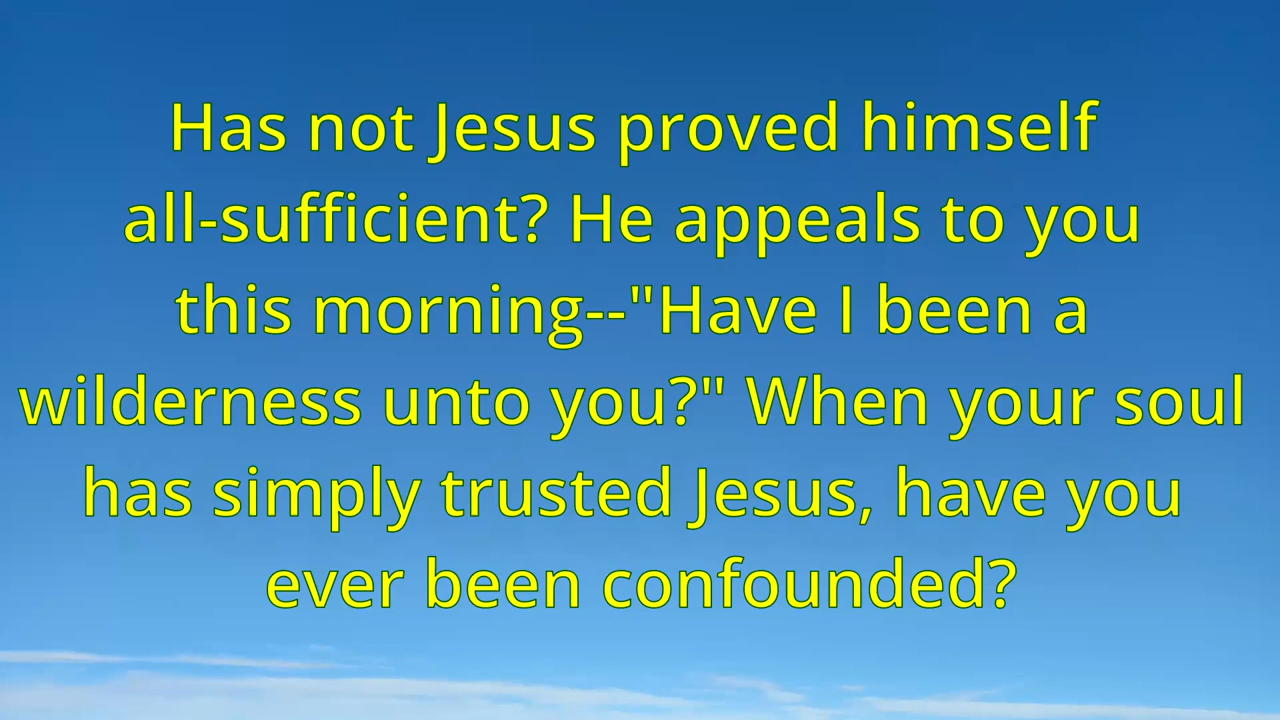 Has not Jesus proved himself
all-sufficient? He appeals to you
this morning--"Have I been a
wilderness unto you?" When your soul
has simply trusted Jesus, have you
ever been confounded?